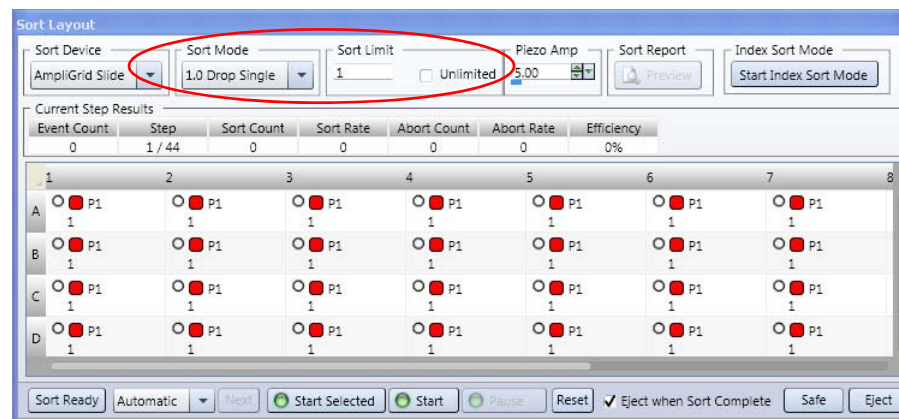 Sort Layout
Sort Device Sort Mode Sort Limit Piezo Amp Sort Report Index Sort Mode
AmpliGrid Slide 1.0 Drop Single 1 Unlimited 5.00 Preview Start Index Sort Mode
Current Step Results
Event Count Step Sort Count Sort Rate Abort Count Abort Rate Efficiency
0 1 / 44 0 0 0 0 0%
1 2 3 4 5 6 7 8
A P1 P1 P1 P1 P1 P1 P1
1 1 1 1 1 1 1
B P1 P1 P1 P1 P1 P1 P1
1 1 1 1 1 1 1
C P1 P1 P1 P1 P1 P1 P1
1 1 1 1 1 1 1
D P1 P1 P1 P1 P1 P1 P1
1 1 1 1 1 1 1
Sort Ready Automatic Next Start Selected Start Pause Reset Eject when Sort Complete Safe Eject